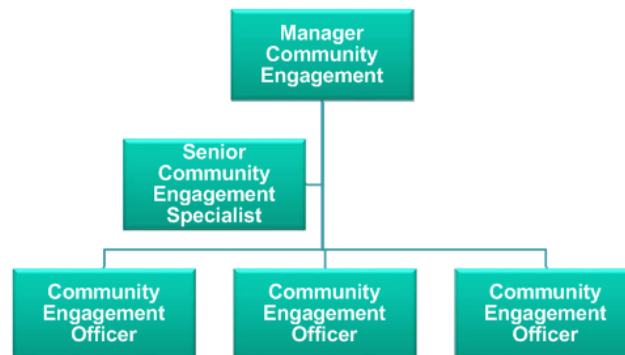 Manager
Community
Engagement
Senior
Community
Engagement
Specialist
Community
Engagement
Officer
Community
Engagement
Officer
Community
Engagement
Officer